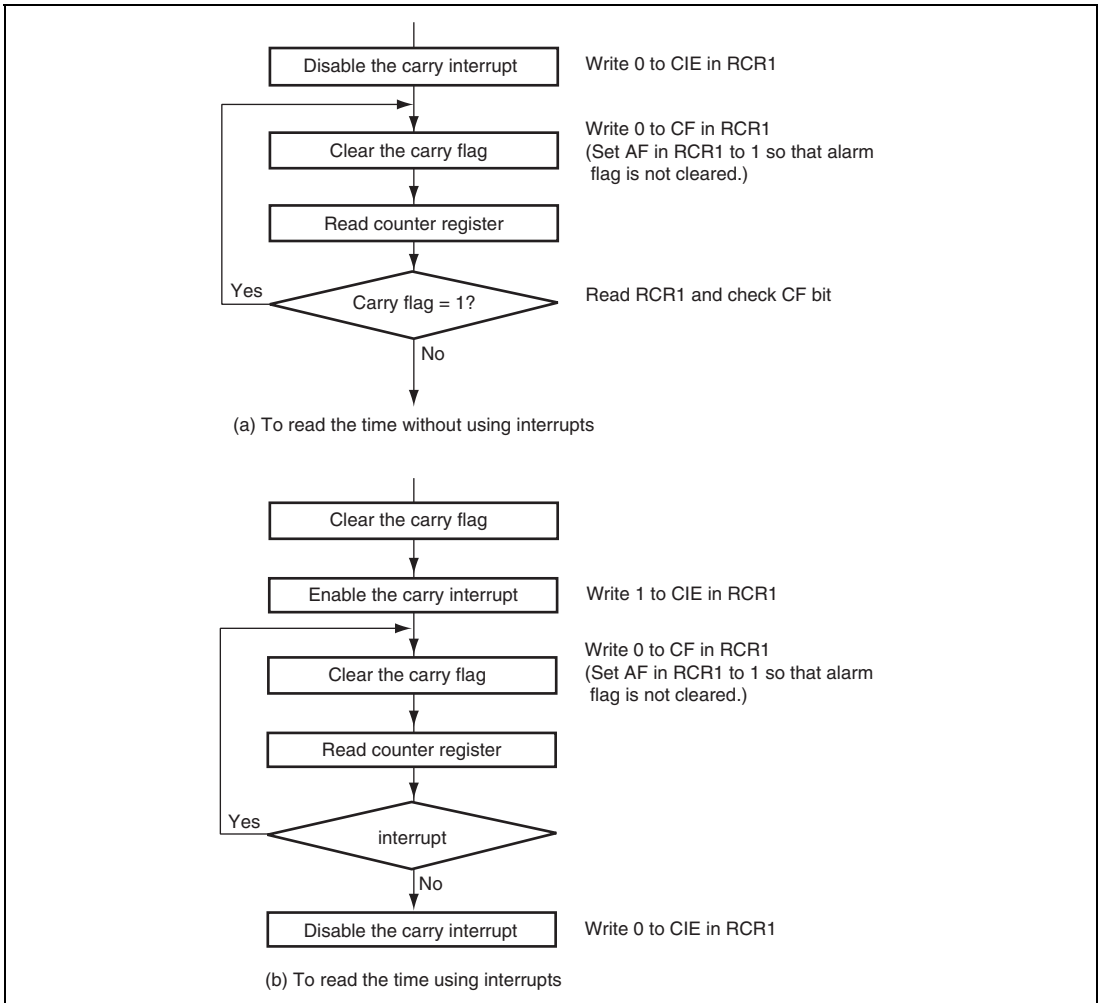 Disable the carry interrupt
Write 0 to CIE in RCR1
Clear the carry flag
Write 0 to CF in RCR1
(Set AF in RCR1 to 1 so that alarm
flag is not cleared.)
Read counter register
Yes
Carry flag = 1?
Read RCR1 and check CF bit
No
(a) To read the time without using interrupts
Clear the carry flag
Enable the carry interrupt
Write 1 to CIE in RCR1
Clear the carry flag
Write 0 to CF in RCR1
(Set AF in RCR1 to 1 so that alarm
flag is not cleared.)
Read counter register
Yes
interrupt
No
Disable the carry interrupt
Write 0 to CIE in RCR1
(b) To read the time using interrupts